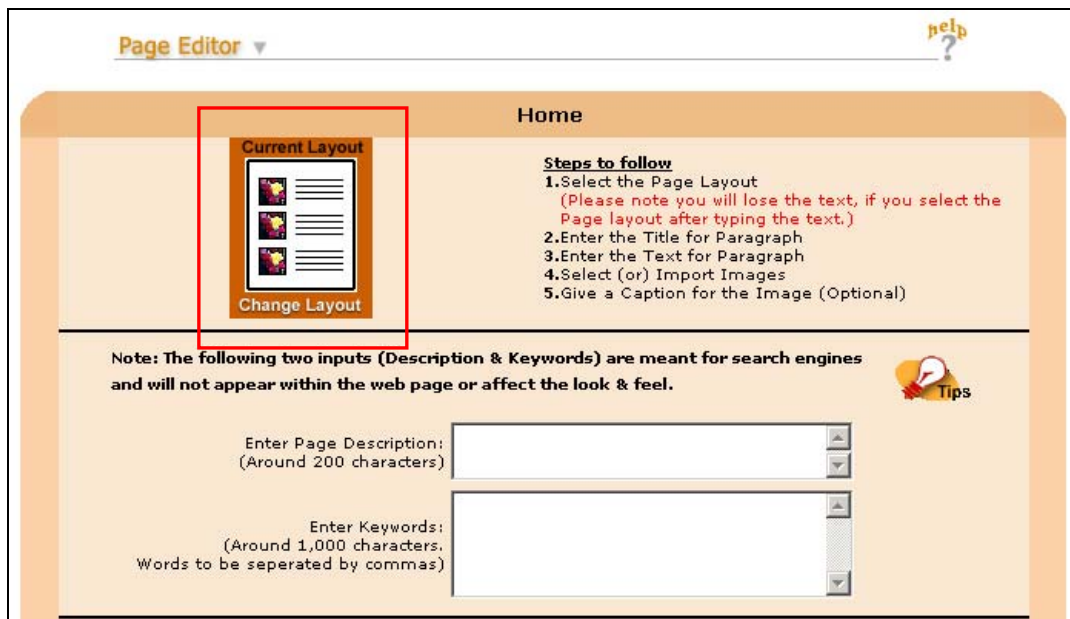 Page Editor
help
?
Home
Current Layout
Change Layout
Steps to follow
1.Select the Page Layout
(Please note you will lose the text, if you select the
Page layout after typing the text.)
2.Enter the Title for Paragraph
3.Enter the Text for Paragraph
4.Select (or) Import Images
5.Give a Caption for the Image (Optional)
Note: The following two inputs (Description & Keywords) are meant for search engines
and will not appear within the web page or affect the look & feel.
Tips
Enter Page Description:
(Around 200 characters)
Enter Keywords:
(Around 1,000 characters.
Words to be seperated by commas)